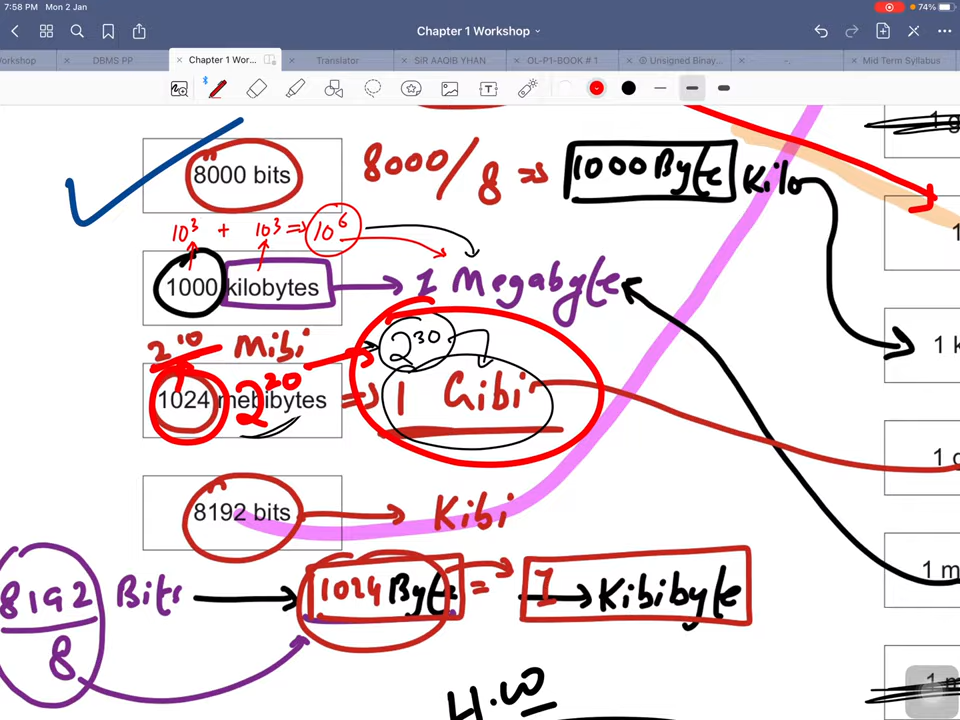 7:58 PM Mon 2 Jan
74%
Chapter 1 Workshop
orkshop
DBMS PP
Chapter 1 Wor...
Translator
SIR AAQIB YHAN
OL-P1-BOOK # 1
Unsigned Binay...
Mid Term Syllabus
1 g
8000 bits
8000/8 => 1000 Byte Kilo
10³ + 10³ => 10⁶
1000 kilobytes
1 Megabyte
1 k
2¹⁰ Mibi
2³⁰
1024 mebibytes
2²⁰
=> 1 Gibi
8192 bits
Kibi
1 m
8192 Bits
8
1024 Byte = 1 Kibibyte
H.W